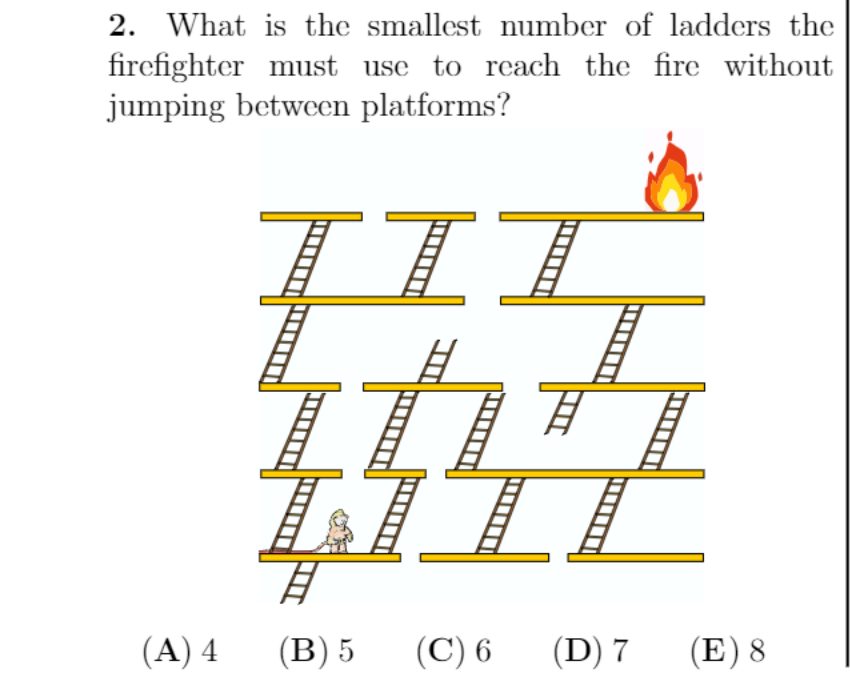 2. What is the smallest number of ladders the
firefighter must use to reach the fire without
jumping between platforms?
(A) 4 (B) 5 (C) 6 (D) 7 (E) 8